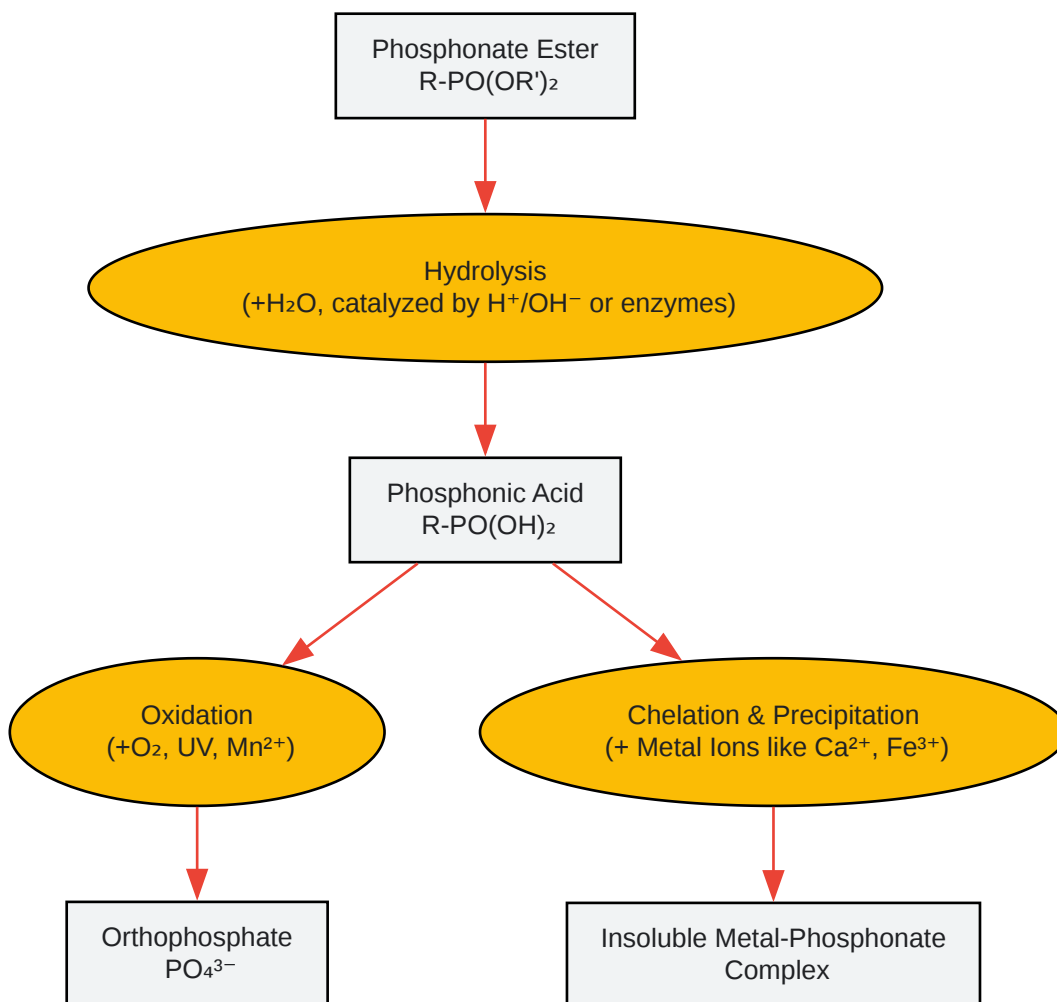 Phosphonate Ester
R-PO(OR')₂
Hydrolysis
(+H₂O, catalyzed by H⁺/OH⁻ or enzymes)
Phosphonic Acid
R-PO(OH)₂
Oxidation
(+O₂, UV, Mn²⁺)
Chelation & Precipitation
(+ Metal Ions like Ca²⁺, Fe³⁺)
Orthophosphate
PO₄³⁻
Insoluble Metal-Phosphonate
Complex